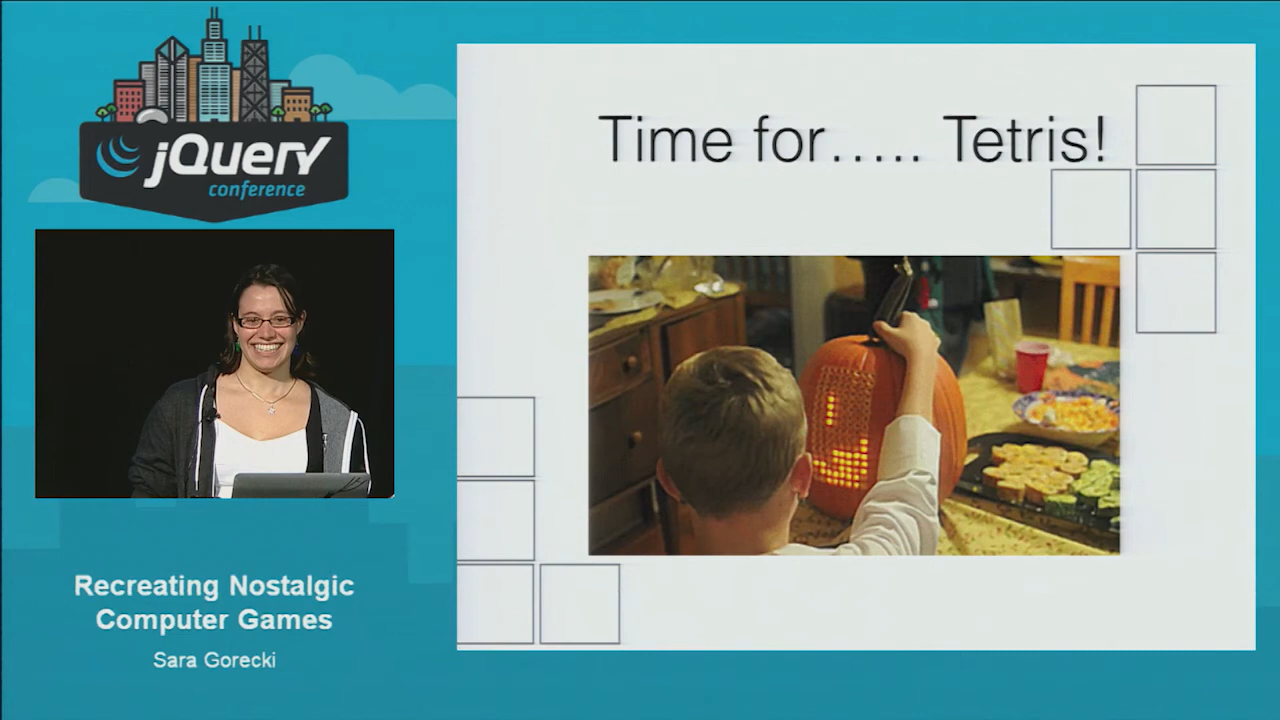 jQuery
conference
Time for..... Tetris!
Recreating Nostalgic
Computer Games
Sara Gorecki